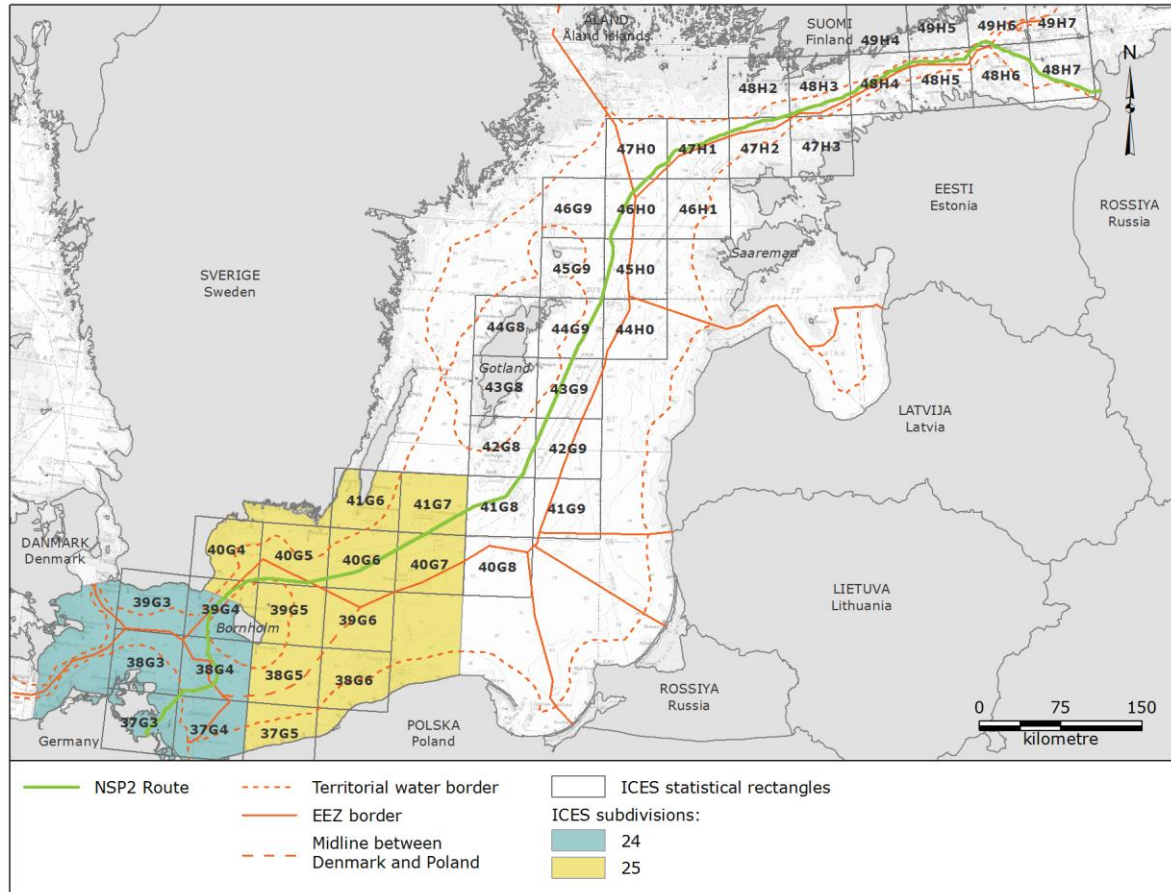 ÅLAND
Åland Islands
SUOMI
Finland
49H4
49H5
49H6
49H7
N
48H2
48H3
48H4
48H5
48H6
48H7
47H0
47H1
47H2
47H3
EESTI
Estonia
ROSSIYA
Russia
46G9
46H0
46H1
SVERIGE
Sweden
45G9
45H0
Saaremaa
44G8
44G9
44H0
Gotland
43G8
43G9
LATVIJA
Latvia
42G8
42G9
41G6
41G7
41G8
41G9
DANMARK
Denmark
40G4
40G5
40G6
40G7
40G8
LIETUVA
Lithuania
39G3
39G4
39G5
39G6
Bornholm
38G3
38G4
38G5
38G6
ROSSIYA
Russia
37G3
37G4
37G5
Germany
POLSKA
Poland
0 75 150
kilometre
NSP2 Route
Territorial water border
EEZ border
Midline between
Denmark and Poland
ICES statistical rectangles
ICES subdivisions:
24
25